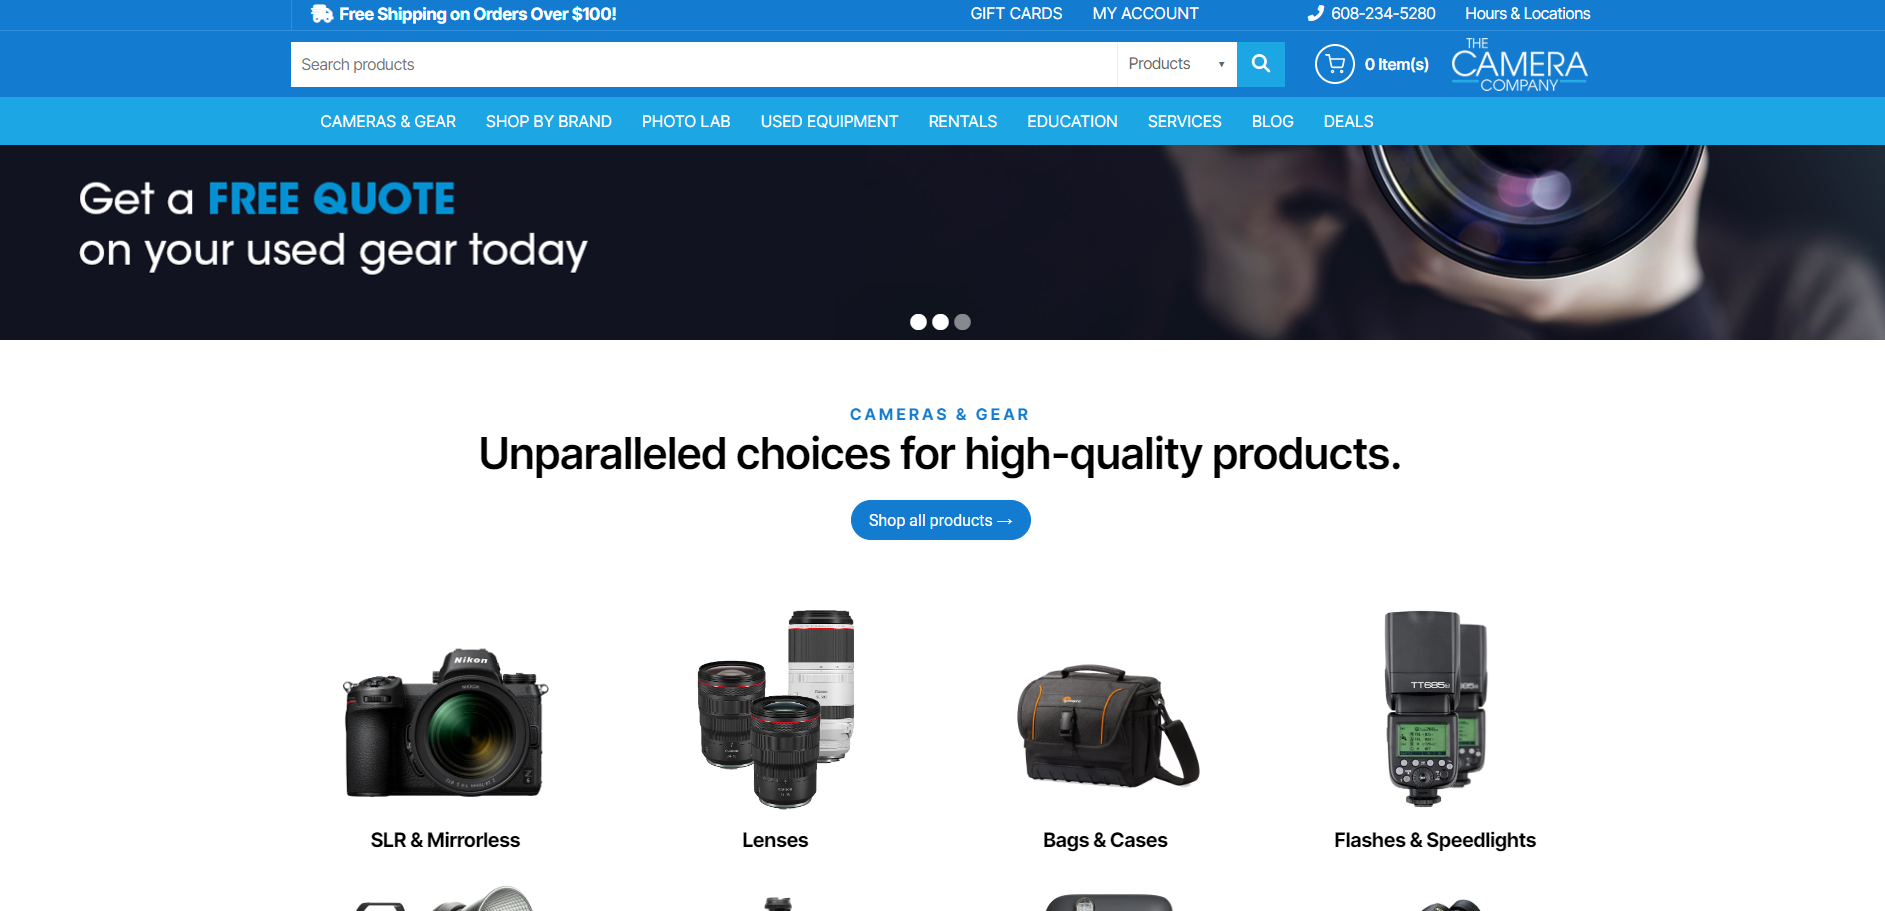 Free Shipping on Orders Over $100!
GIFT CARDS
MY ACCOUNT
608-234-5280
Hours & Locations
Search products
Products
0 Item(s)
THE
CAMERA
COMPANY
CAMERAS & GEAR
SHOP BY BRAND
PHOTO LAB
USED EQUIPMENT
RENTALS
EDUCATION
SERVICES
BLOG
DEALS
Get a FREE QUOTE
on your used gear today
CAMERAS & GEAR
Unparalleled choices for high-quality products.
Shop all products →
Nikon
TT685
SLR & Mirrorless
Lenses
Bags & Cases
Flashes & Speedlights